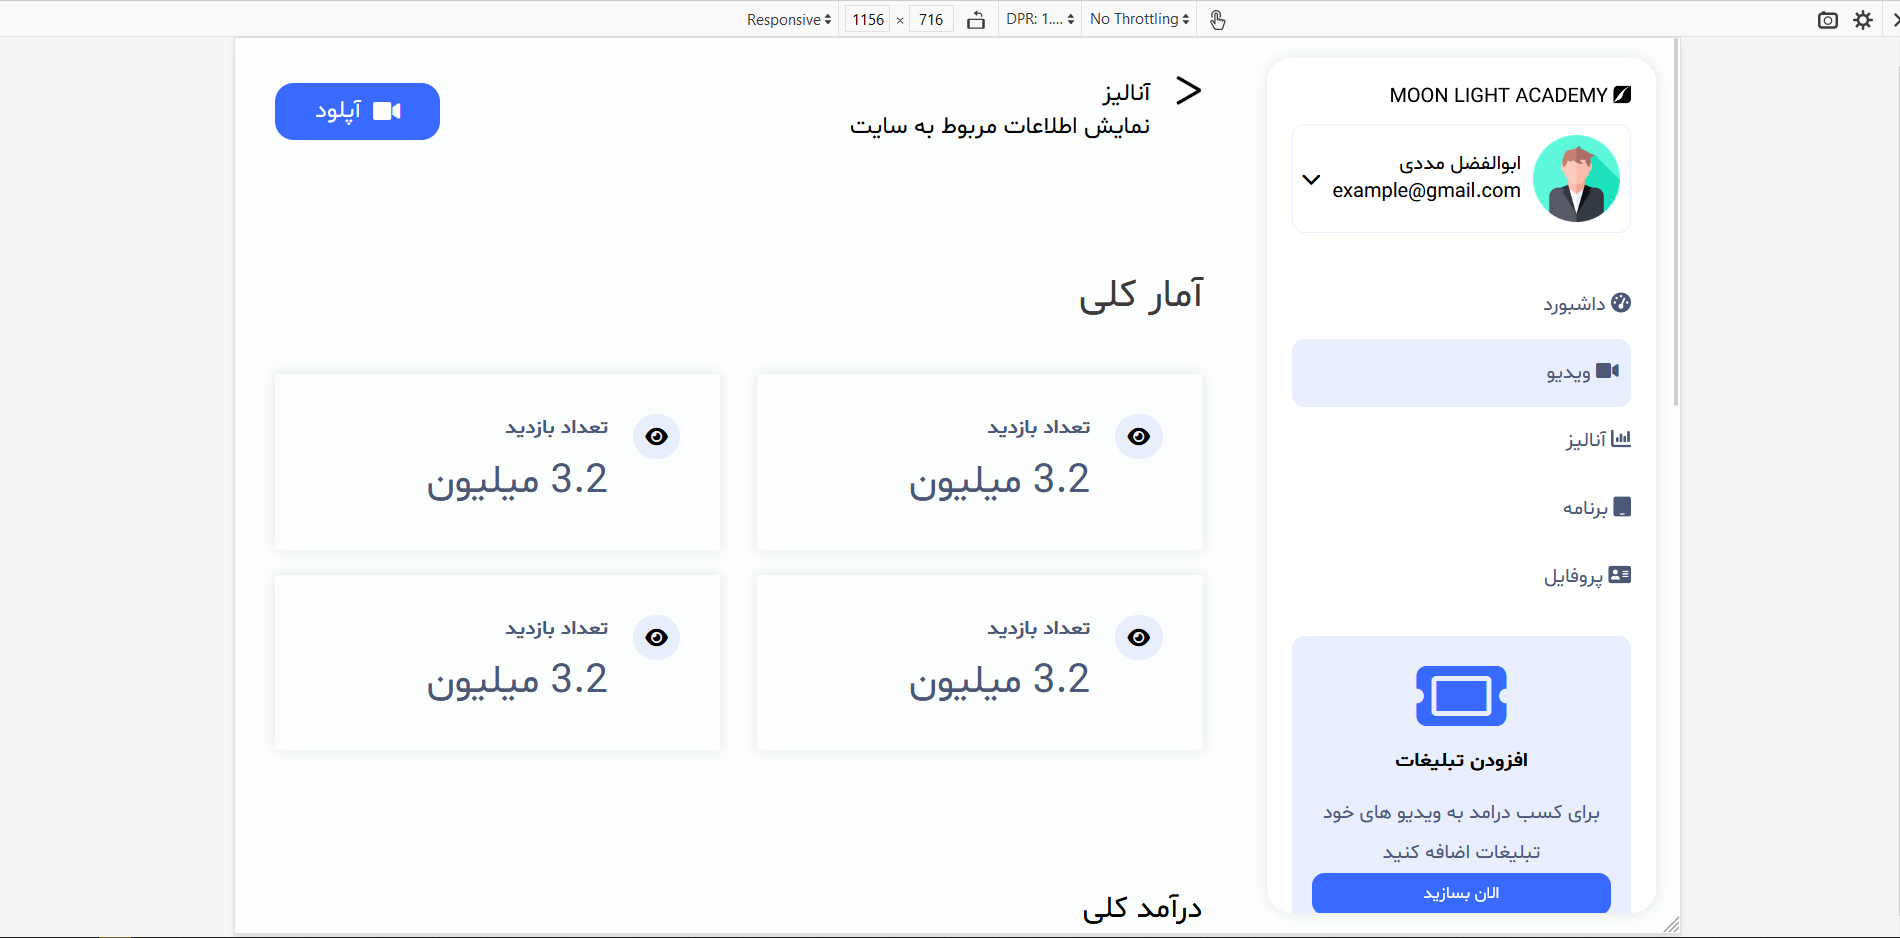 Responsive 1156 × 716 DPR: 1.... No Throttling
MOON LIGHT ACADEMY
ابوالفضل مددی
example@gmail.com
داشبورد
ویدیو
آنالیز
برنامه
پروفایل
افزودن تبلیغات
برای کسب درامد به ویدیو های خود
تبلیغات اضافه کنید
الان بسازید
آنالیز
نمایش اطلاعات مربوط به سایت
آپلود
آمار کلی
تعداد بازدید
3.2 میلیون
تعداد بازدید
3.2 میلیون
تعداد بازدید
3.2 میلیون
تعداد بازدید
3.2 میلیون
درآمد کلی